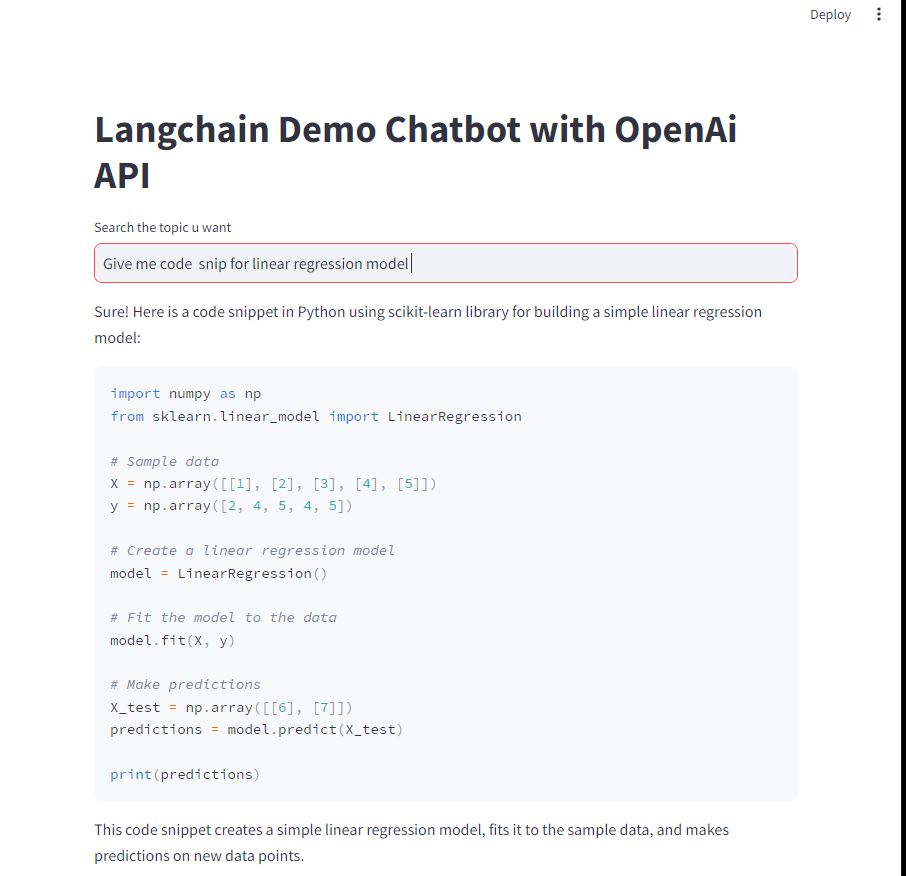 Deploy
Langchain Demo Chatbot with OpenAi
API
Search the topic u want
Give me code  snip for linear regression model
Sure! Here is a code snippet in Python using scikit-learn library for building a simple linear regression
model:
import numpy as np
from sklearn.linear_model import LinearRegression
# Sample data
X = np.array([[1], [2], [3], [4], [5]])
y = np.array([2, 4, 5, 4, 5])
# Create a linear regression model
model = LinearRegression()
# Fit the model to the data
model.fit(X, y)
# Make predictions
X_test = np.array([[6], [7]])
predictions = model.predict(X_test)
print(predictions)
This code snippet creates a simple linear regression model, fits it to the sample data, and makes
predictions on new data points.